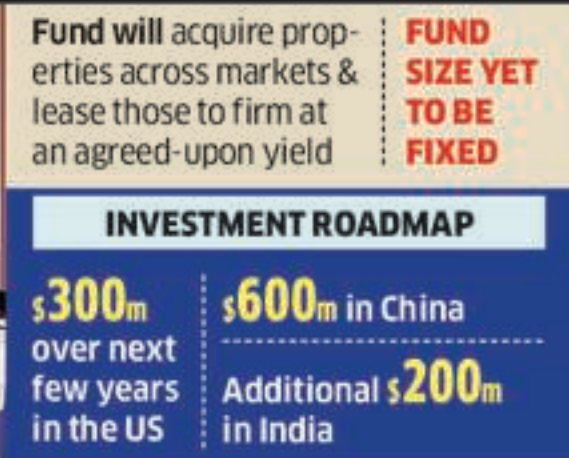 Fund will acquire prop-
erties across markets &
lease those to firm at
an agreed-upon yield
FUND
SIZE YET
TO BE
FIXED
INVESTMENT ROADMAP
$300m
over next
few years
in the US
$600m in China
Additional $200m
in India